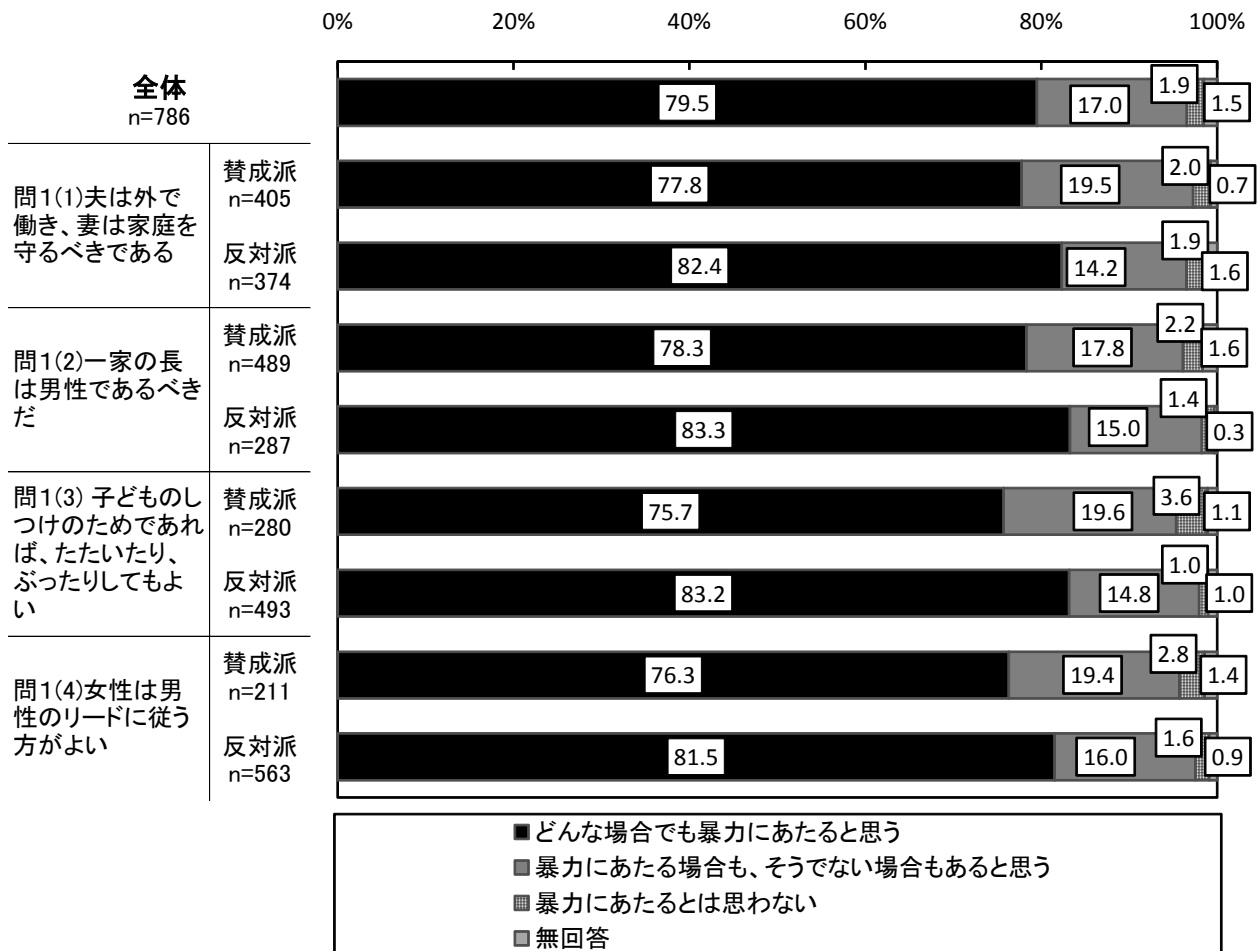 0%
20%
40%
60%
80%
100%
全体
n=786
79.5
17.0
1.9
1.5
問1(1)夫は外で
働き、妻は家庭を
守るべきである
賛成派
n=405
77.8
19.5
2.0
0.7
反対派
n=374
82.4
14.2
1.9
1.6
問1(2)一家の長
は男性であるべき
だ
賛成派
n=489
78.3
17.8
2.2
1.6
反対派
n=287
83.3
15.0
1.4
0.3
問1(3) 子どものし
つけのためであれ
ば、たたいたり、
ぶったりしてもよ
い
賛成派
n=280
75.7
19.6
3.6
1.1
反対派
n=493
83.2
14.8
1.0
1.0
問1(4)女性は男
性のリードに従う
方がよい
賛成派
n=211
76.3
19.4
2.8
1.4
反対派
n=563
81.5
16.0
1.6
0.9
どんな場合でも暴力にあたると思う
暴力にあたる場合も、そうでない場合もあると思う
暴力にあたるとは思わない
無回答